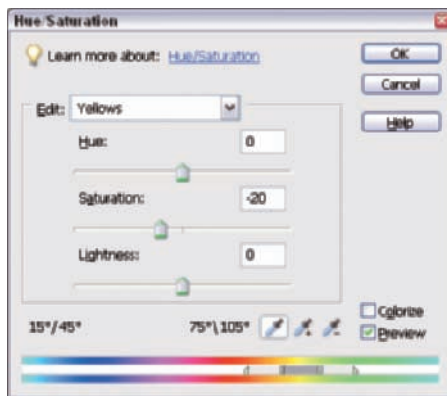 Hue/Saturation
Learn more about: Hue/Saturation
OK
Cancel
Help
Edit: Yellows
Hue: 0
Saturation: -20
Lightness: 0
Colorize
Preview
15°/45° 75°\105°